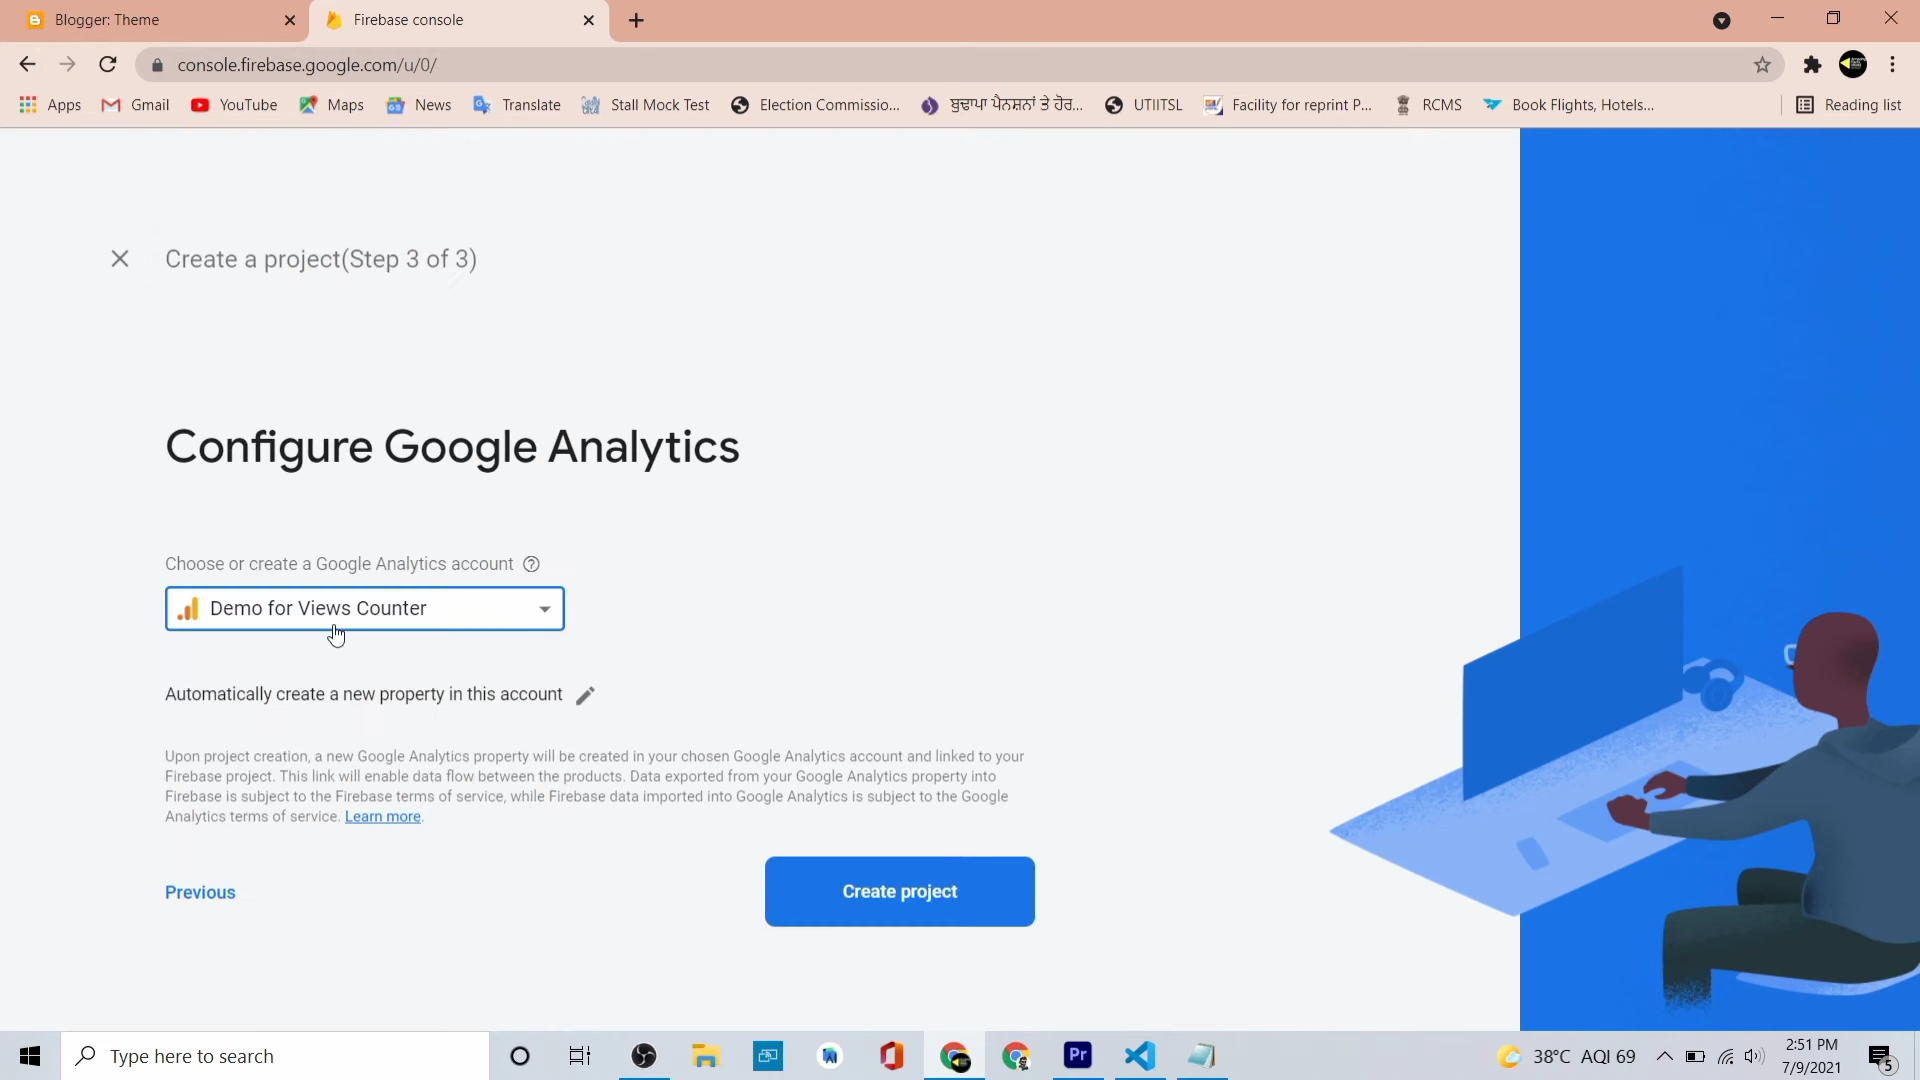 Blogger: Theme
Firebase console
console.firebase.google.com/u/0/
Apps
Gmail
YouTube
Maps
News
Translate
Stall Mock Test
Election Commissio...
ਬੁਢਾਪਾ ਪੈਨਸ਼ਨਾਂ ਤੇ ਹੋਰ...
UTIITSL
Facility for reprint P...
RCMS
Book Flights, Hotels...
Reading list
Create a project(Step 3 of 3)
Configure Google Analytics
Choose or create a Google Analytics account
Demo for Views Counter
Automatically create a new property in this account
Upon project creation, a new Google Analytics property will be created in your chosen Google Analytics account and linked to your
Firebase project. This link will enable data flow between the products. Data exported from your Google Analytics property into
Firebase is subject to the Firebase terms of service, while Firebase data imported into Google Analytics is subject to the Google
Analytics terms of service. Learn more.
Previous
Create project
Type here to search
Pr
38°C AQI 69
2:51 PM
7/9/2021
5